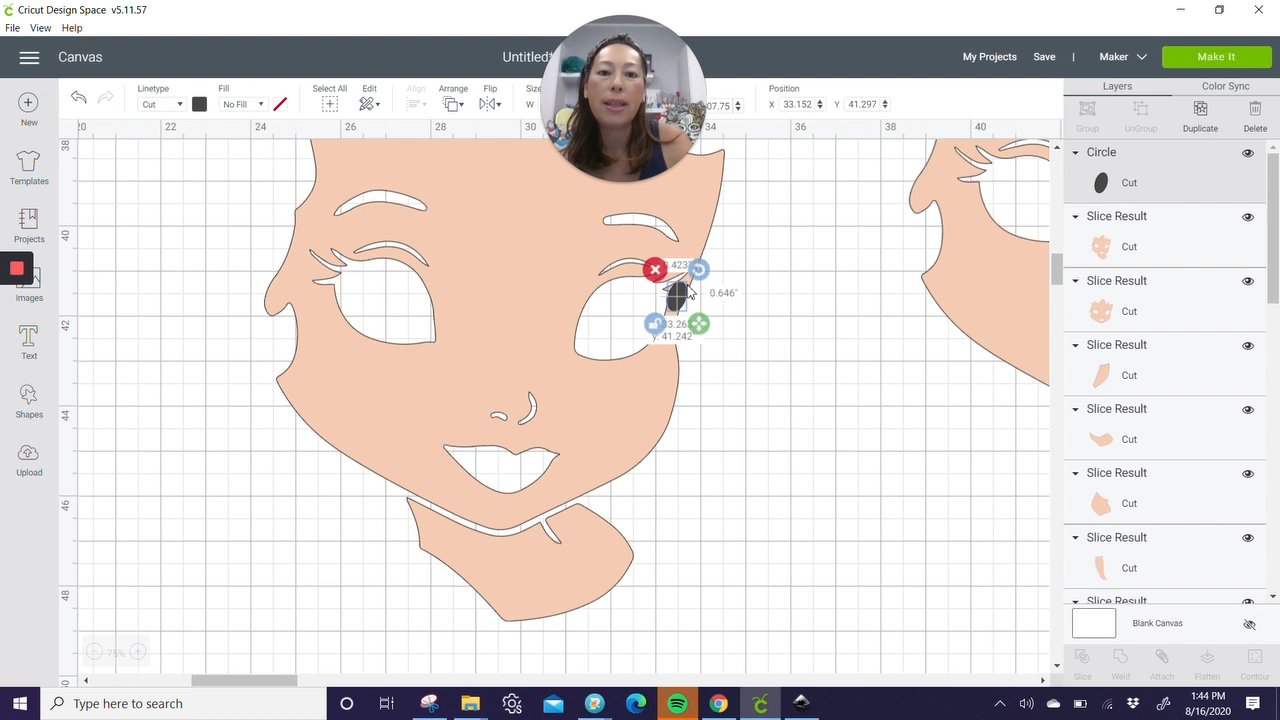 Cricut Design Space v5.11.57
File View Help
Canvas
Untitled*
My Projects Save | Maker Make It
Linetype
Cut
Fill
No Fill
Select All Edit
Align Arrange Flip
W
07.75
Position
X 33.152 Y 41.297
Layers Color Sync
Group UnGroup Duplicate Delete
New
Templates
Projects
Images
Text
Shapes
Upload
20 22 24 26 28 30 34 36 38 40
38
40
42
44
46
48
0.646"
y: 41.242
75%
Circle
Cut
Slice Result
Cut
Slice Result
Cut
Slice Result
Cut
Slice Result
Cut
Slice Result
Cut
Slice Result
Cut
Slice Result
Blank Canvas
Slice Weld Attach Flatten Contour
Type here to search
1:44 PM
8/16/2020